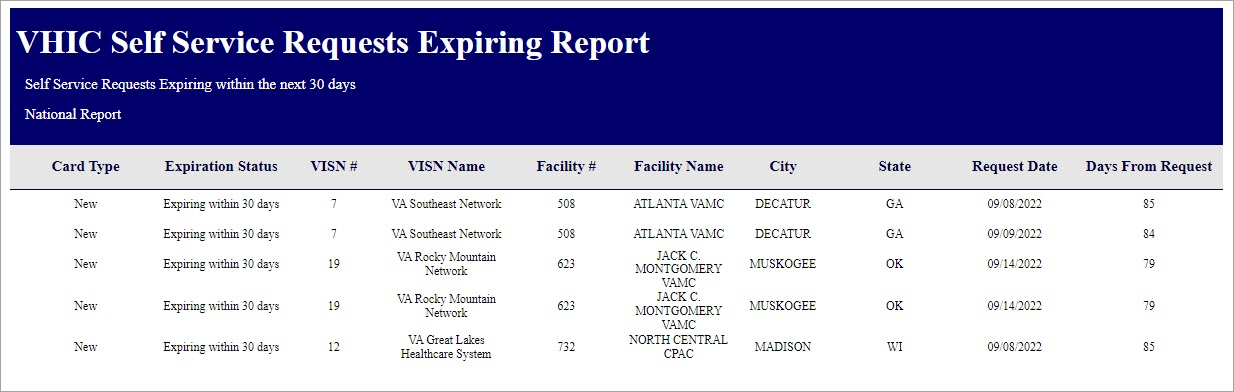 VHIC Self Service Requests Expiring Report
Self Service Requests Expiring within the next 30 days
National Report
Card Type Expiration Status VISN # VISN Name Facility # Facility Name City State Request Date Days From Request
New Expiring within 30 days 7 VA Southeast Network 508 ATLANTA VAMC DECATUR GA 09/08/2022 85
New Expiring within 30 days 7 VA Southeast Network 508 ATLANTA VAMC DECATUR GA 09/09/2022 84
New Expiring within 30 days 19 VA Rocky Mountain Network 623 JACK C. MONTGOMERY VAMC MUSKOGEE OK 09/14/2022 79
New Expiring within 30 days 19 VA Rocky Mountain Network 623 JACK C. MONTGOMERY VAMC MUSKOGEE OK 09/14/2022 79
New Expiring within 30 days 12 VA Great Lakes Healthcare System 732 NORTH CENTRAL CPAC MADISON WI 09/08/2022 85